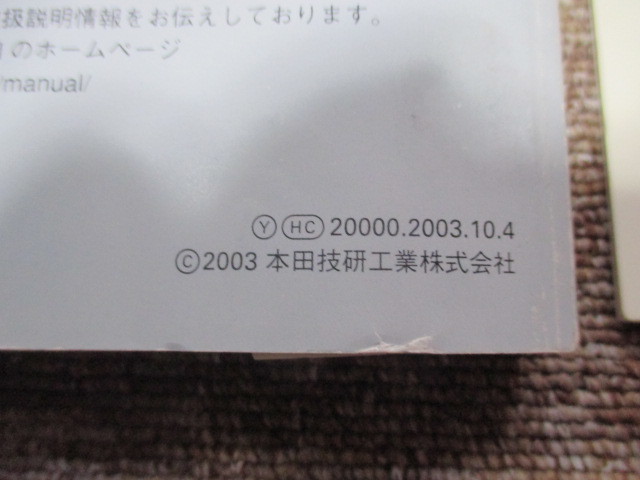 扱説明情報をお伝えしております。
のホームページ
/manual/
Ⓨ HC 20000.2003.10.4
©2003 本田技研工業株式会社